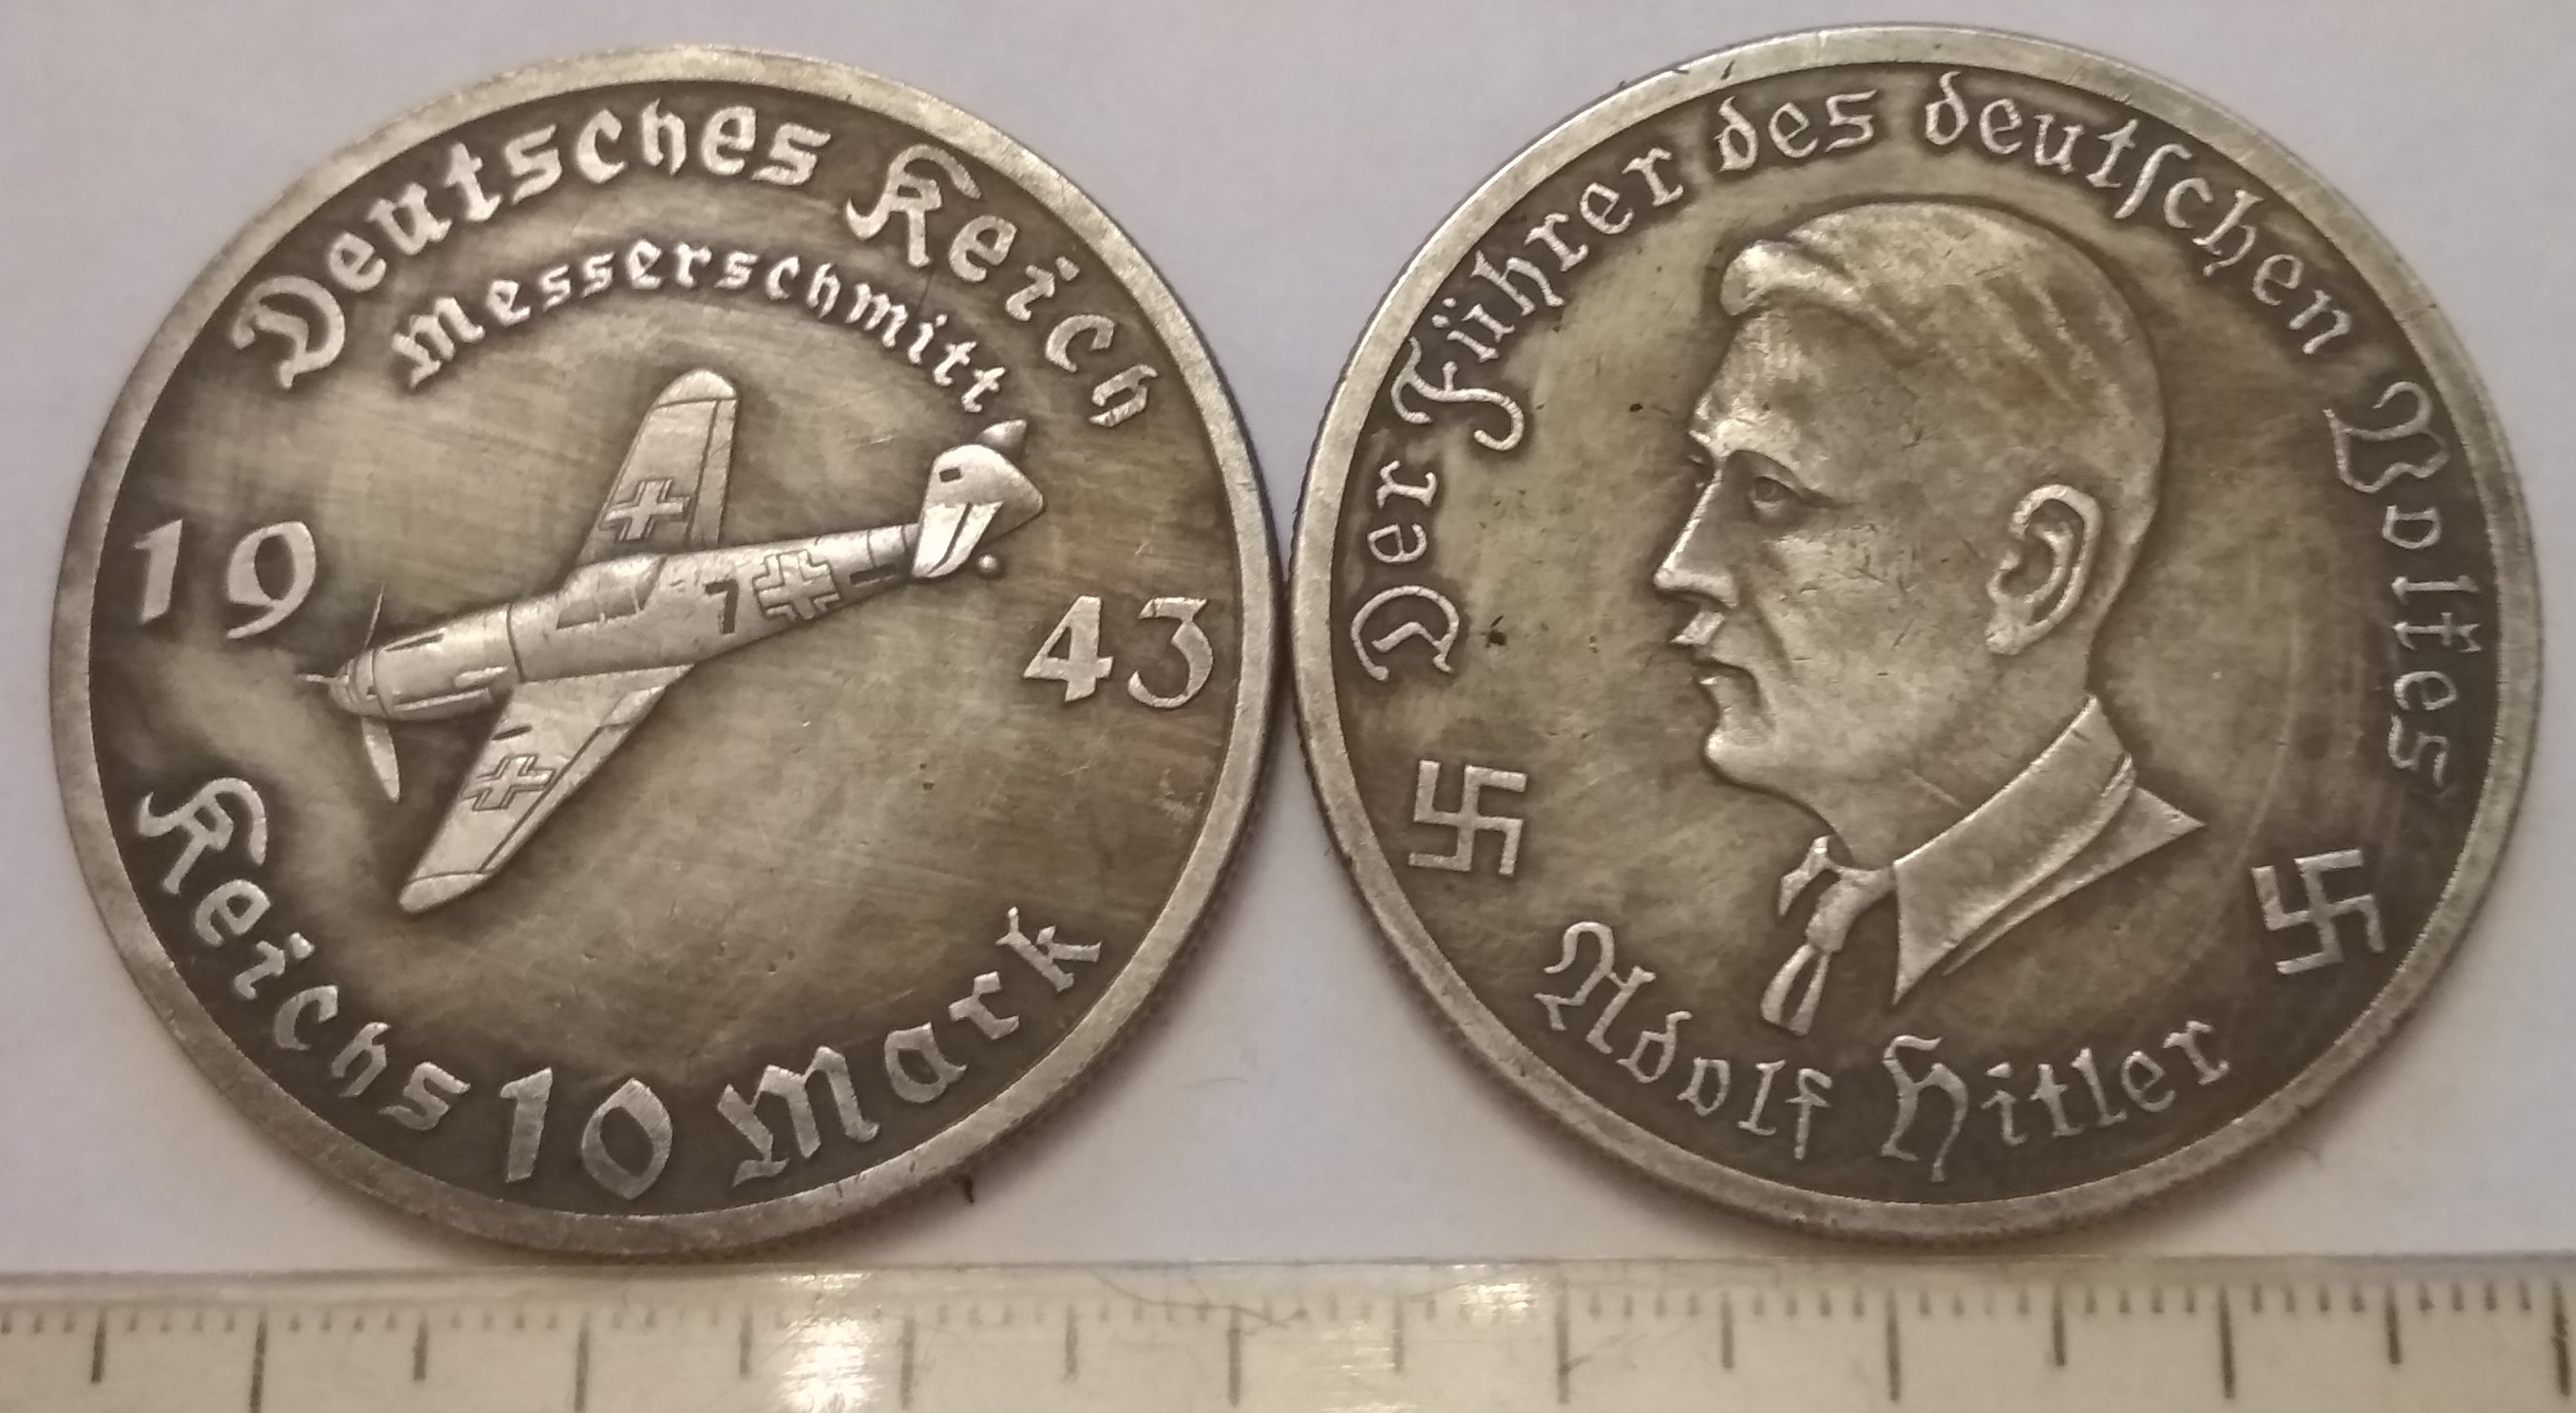 Deutsches Reich
Messerschmitt
19 43
7
Reichs 10 Mark
Der Führer des deutſchen Volkes
Adolf Hitler